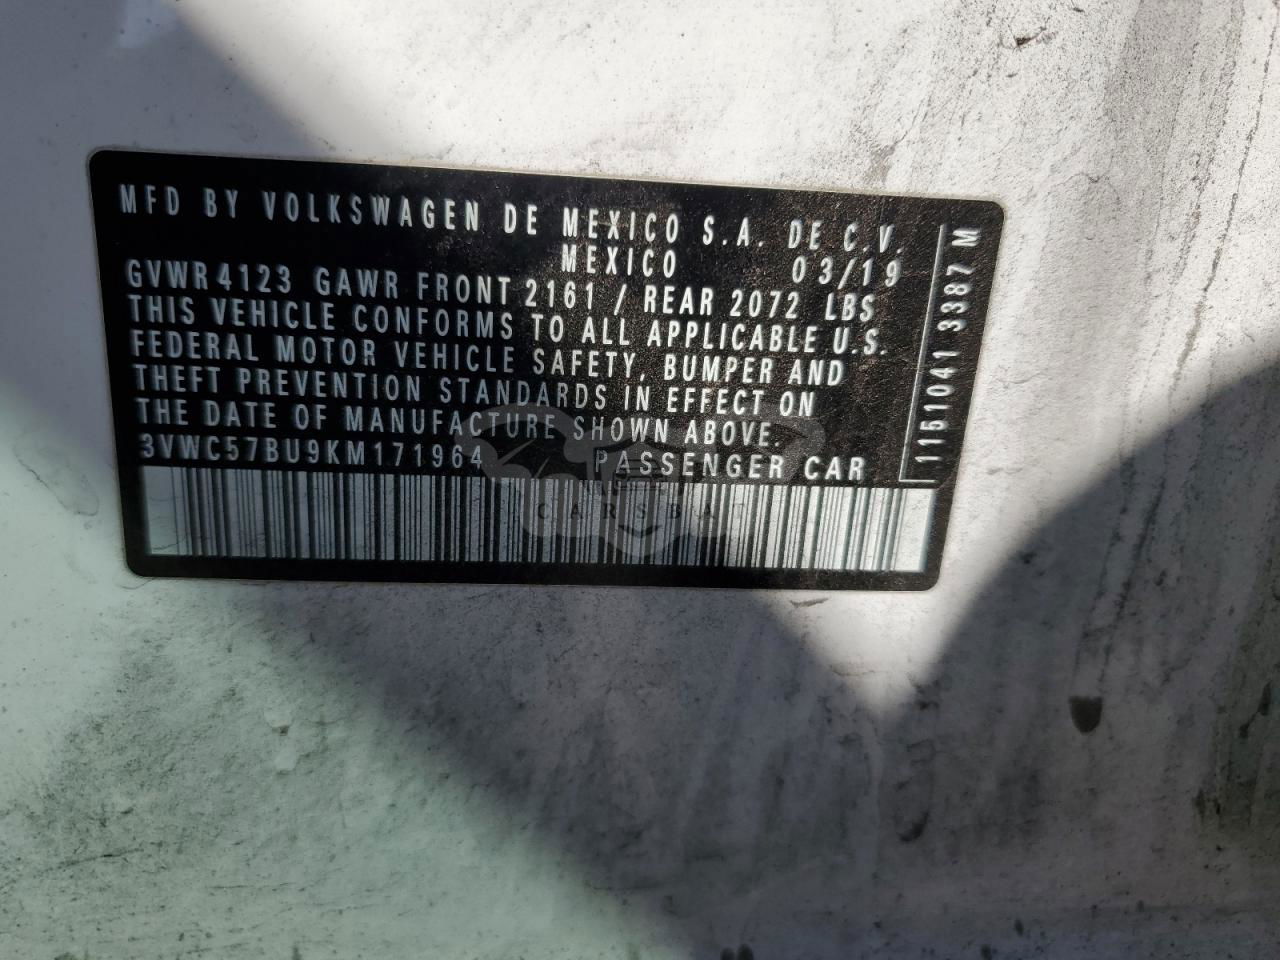 MFD BY VOLKSWAGEN DE MEXICO S.A. DE C.V.
MEXICO 03/19
GVWR 4123 GAWR FRONT 2161 / REAR 2072 LBS
THIS VEHICLE CONFORMS TO ALL APPLICABLE U.S.
FEDERAL MOTOR VEHICLE SAFETY, BUMPER AND
THEFT PREVENTION STANDARDS IN EFFECT ON
THE DATE OF MANUFACTURE SHOWN ABOVE.
3VWC57BU9KM171964 PASSENGER CAR
1151041 3387 M
CARSBAT